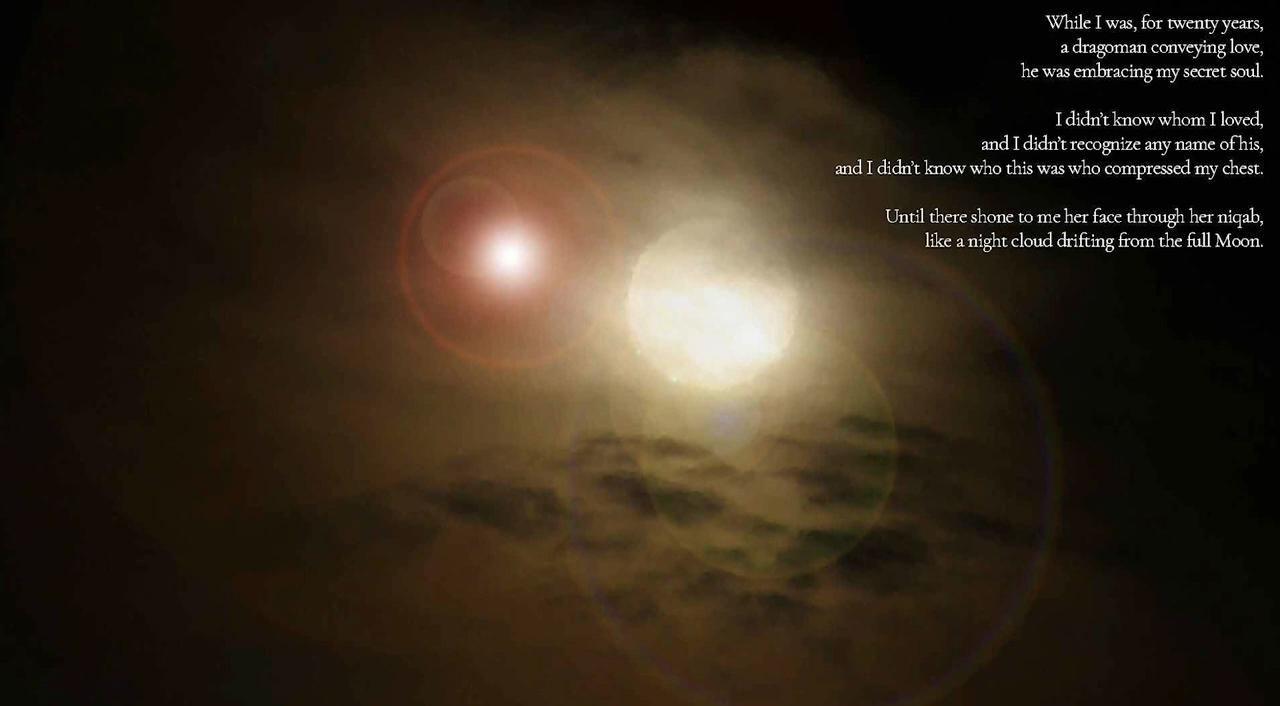 While I was, for twenty years,
a dragoman conveying love,
he was embracing my secret soul.
I didn't know whom I loved,
and I didn't recognize any name of his,
and I didn't know who this was who compressed my chest.
Until there shone to me her face through her niqab,
like a night cloud drifting from the full Moon.